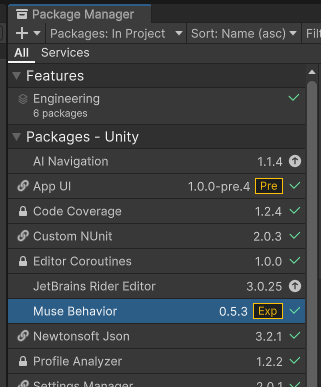 Package Manager
+ Packages: In Project Sort: Name (asc) Filt
All Services
Features
Engineering
6 packages
Packages - Unity
AI Navigation 1.1.4
App UI 1.0.0-pre.4 Pre
Code Coverage 1.2.4
Custom NUnit 2.0.3
Editor Coroutines 1.0.0
JetBrains Rider Editor 3.0.25
Muse Behavior 0.5.3 Exp
Newtonsoft Json 3.2.1
Profile Analyzer 1.2.2
Settings Manager 2.0.1